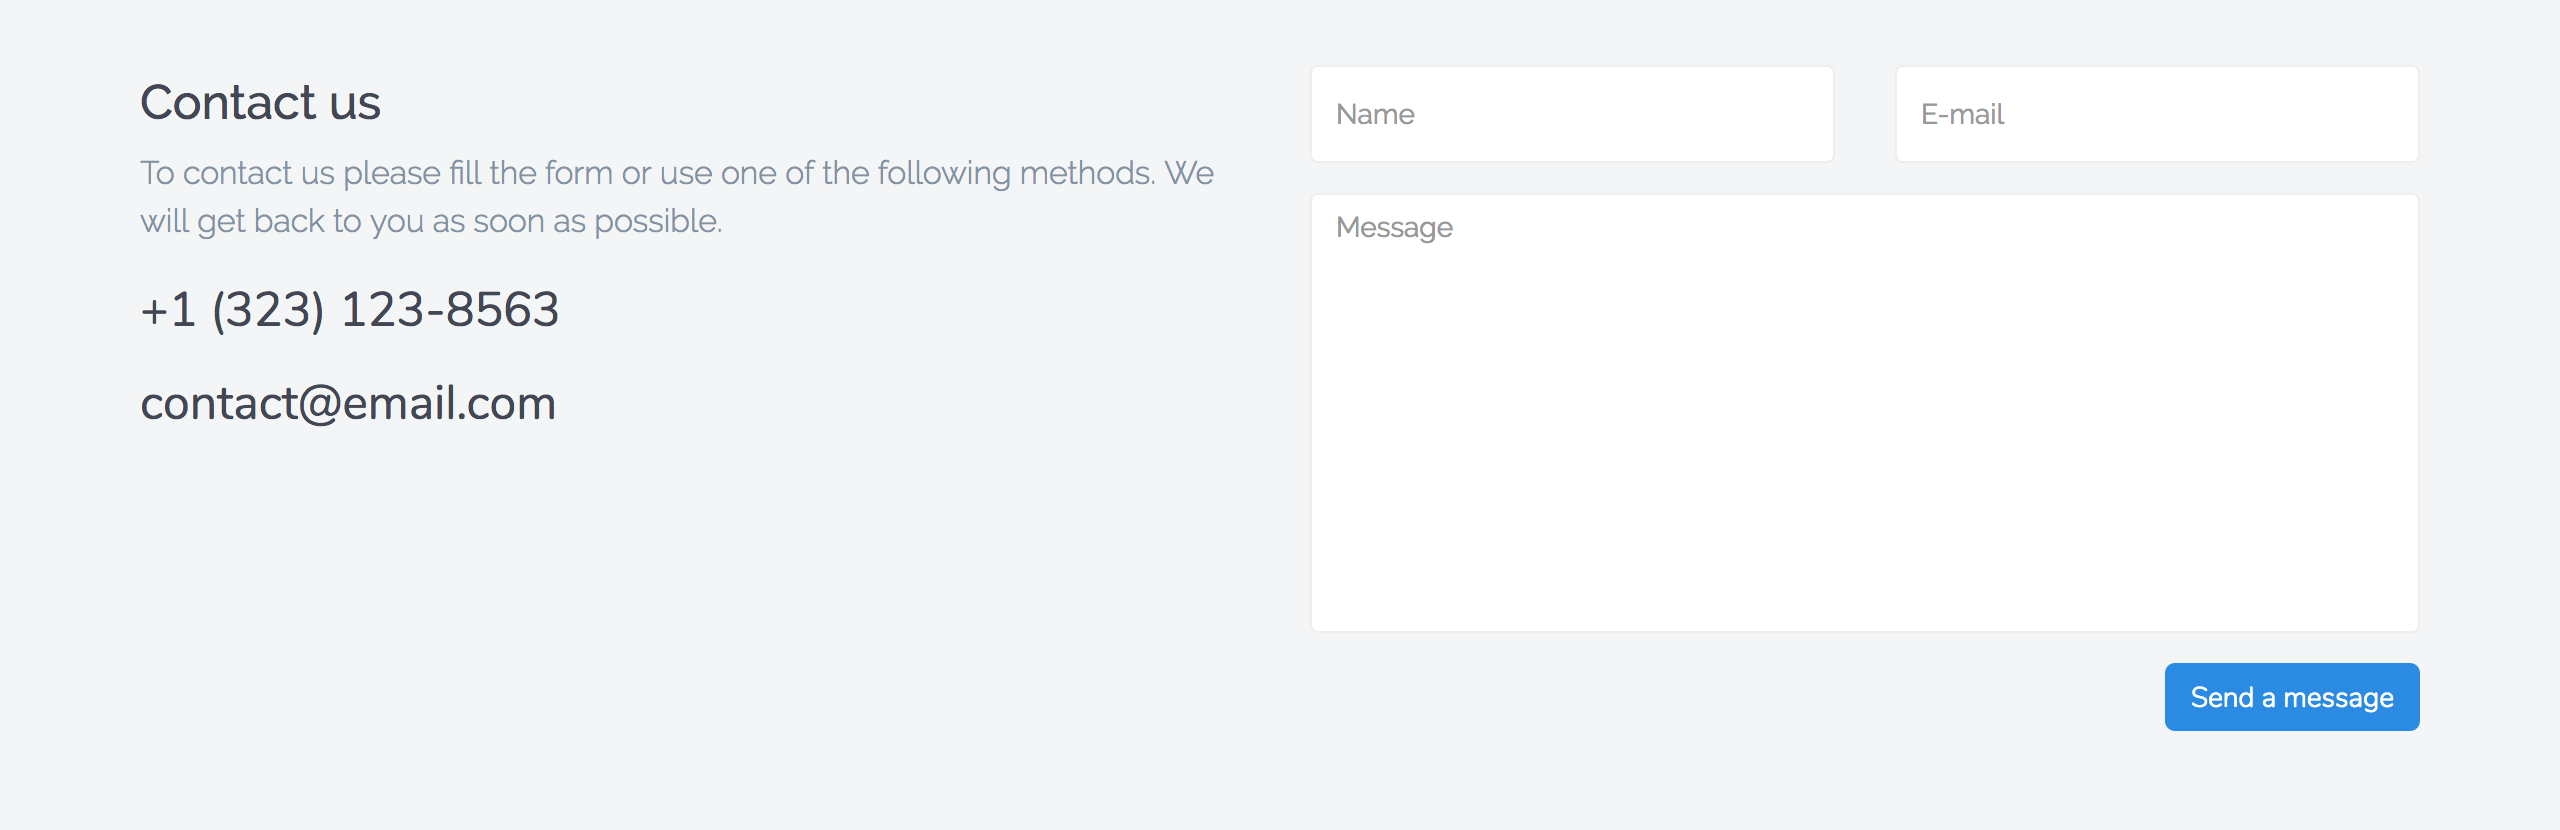 Contact us
To contact us please fill the form or use one of the following methods. We
will get back to you as soon as possible.
+1 (323) 123-8563
contact@email.com
Name
E-mail
Message
Send a message